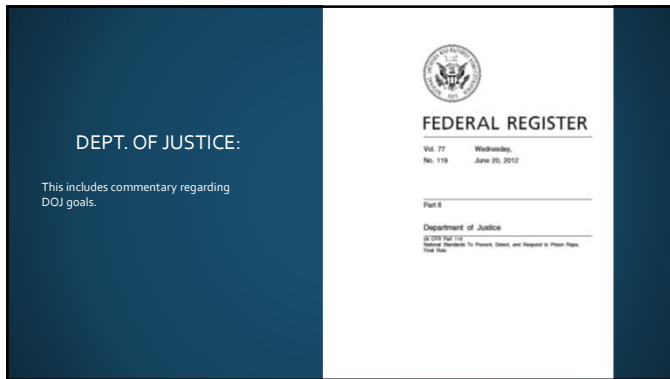 DEPT. OF JUSTICE:
This includes commentary regarding
DOJ goals.
FEDERAL REGISTER
Vol. 77 Wednesday,
No. 119 June 20, 2012
Part II
Department of Justice
28 CFR Part 115
National Standards To Prevent, Detect, and Respond to Prison Rape;
Final Rule